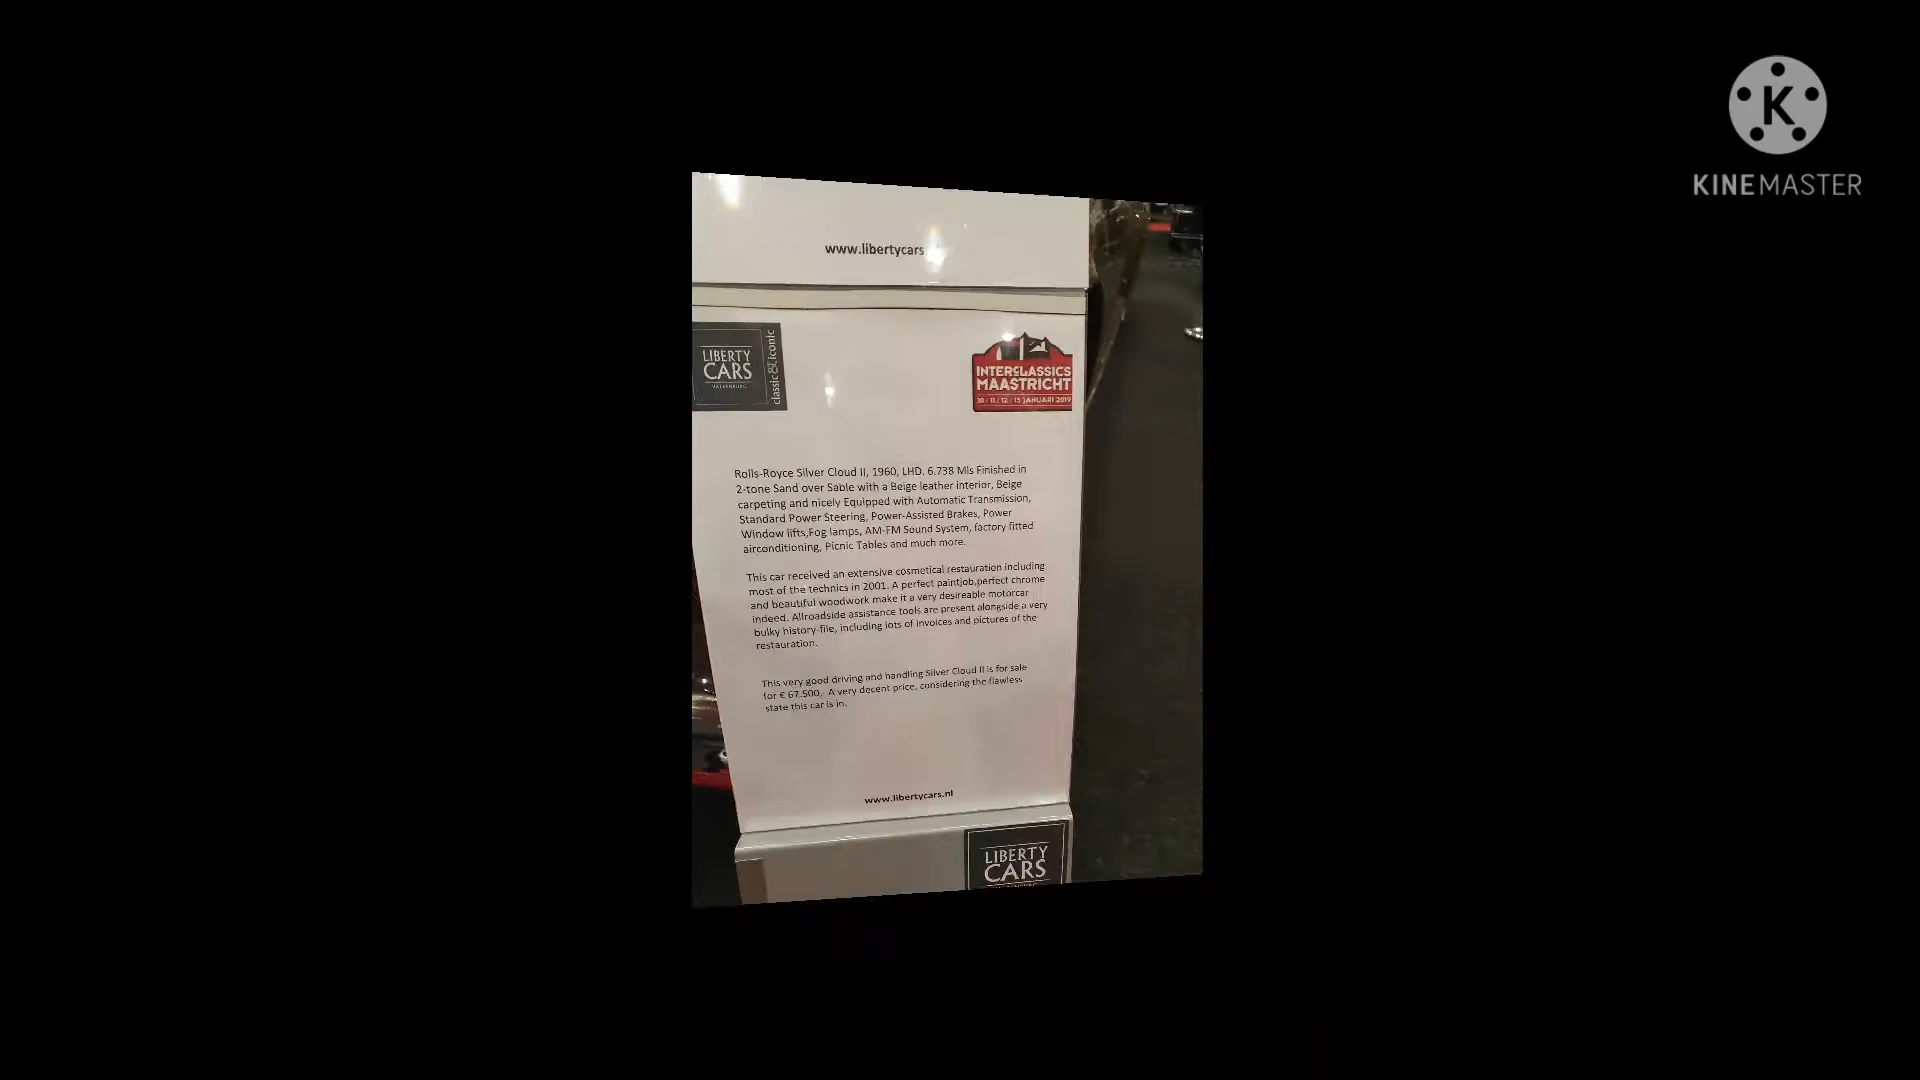 K
KINEMASTER
www.libertycars
LIBERTY
CARS
VALKENBURG
classic & iconic
INTERCLASSICS
MAASTRICHT
10 / 11 / 12 / 13 JANUARI 2019
Rolls-Royce Silver Cloud II, 1960, LHD. 6.738 Mls Finished in
2-tone Sand over Sable with a Beige leather interior, Beige
carpeting and nicely Equipped with Automatic Transmission,
Standard Power Steering, Power-Assisted Brakes, Power
Window lifts,Fog lamps, AM-FM Sound System, factory fitted
airconditioning, Picnic Tables and much more.
This car received an extensive cosmetical restauration including
most of the technics in 2001. A perfect paintjob,perfect chrome
and beautiful woodwork make it a very desireable motorcar
indeed. Allroadside assistance tools are present alongside a very
bulky history-file, including lots of invoices and pictures of the
restauration.
This very good driving and handling Silver Cloud II is for sale
for € 67.500,- A very decent price, considering the flawless
state this car is in.
www.libertycars.nl
LIBERTY
CARS